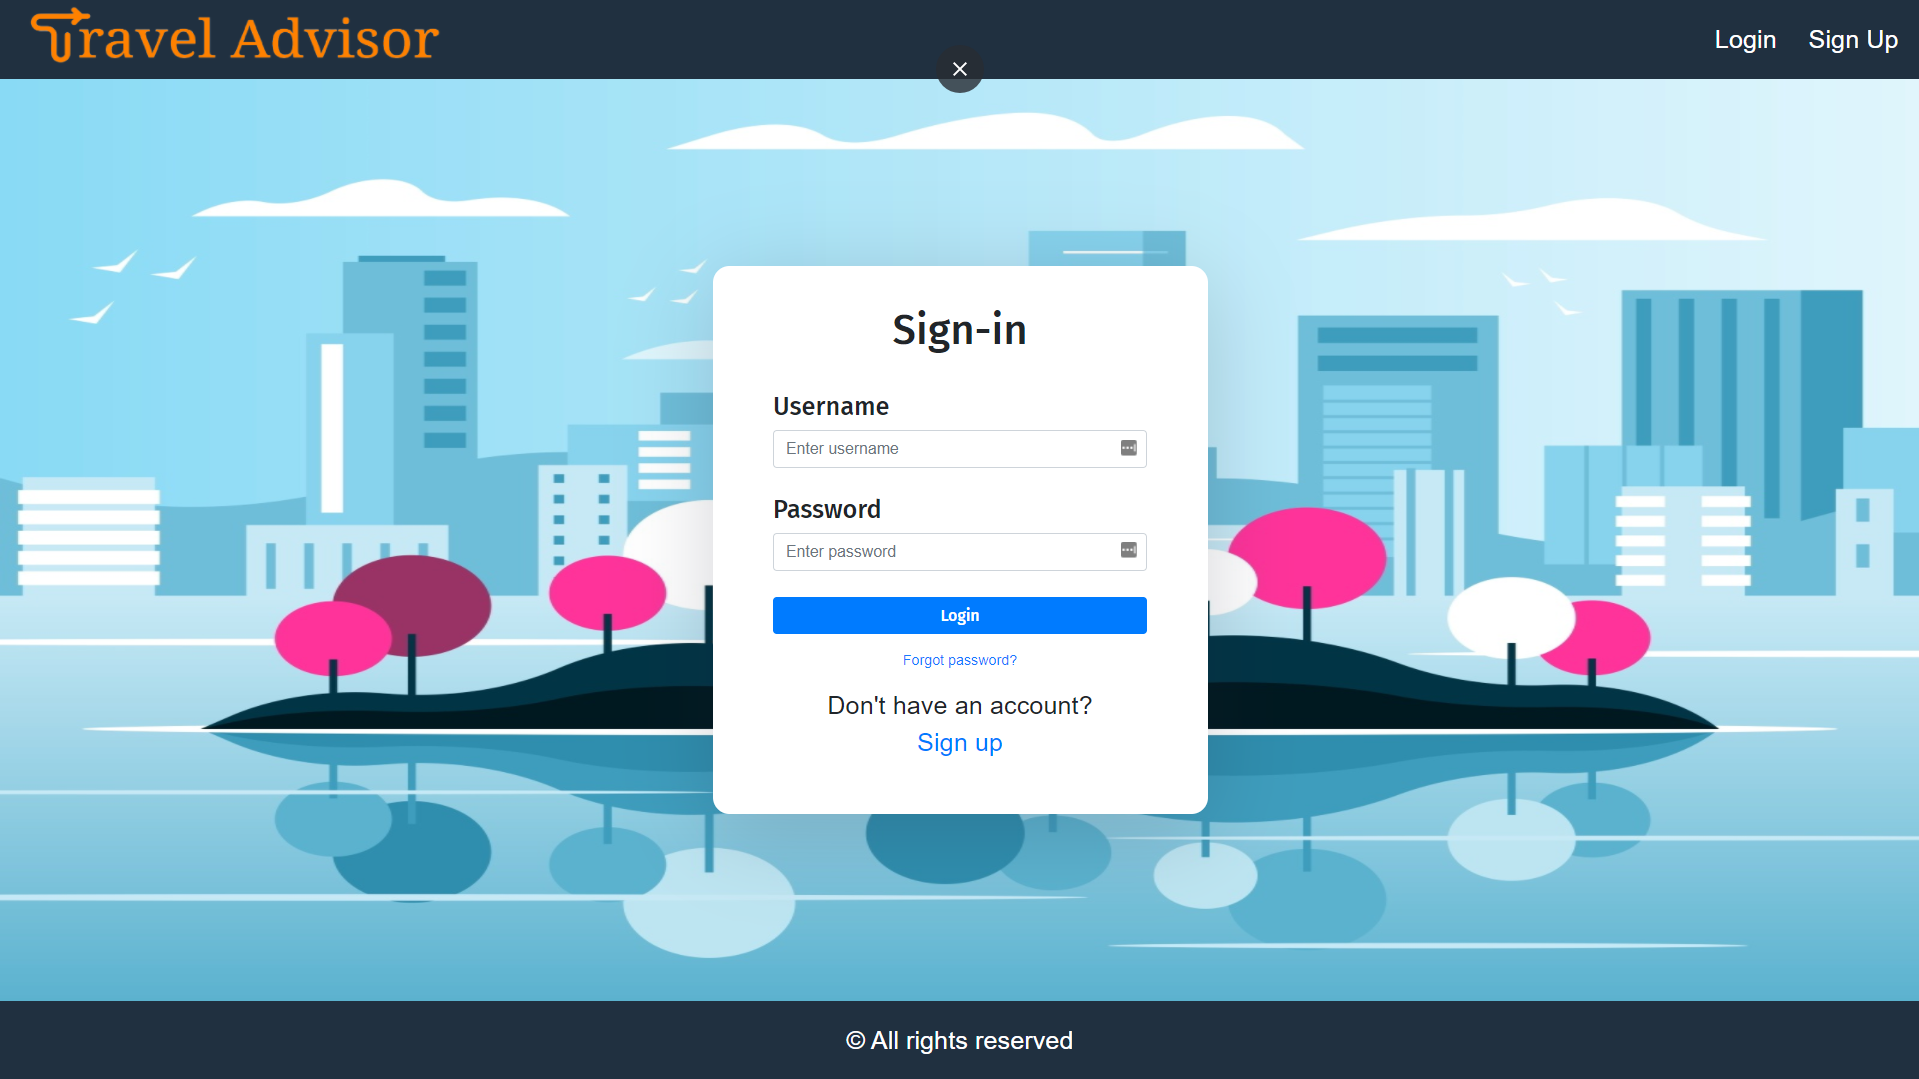 Travel Advisor
Login Sign Up
Sign-in
Username
Enter username
Password
Enter password
Login
Forgot password?
Don't have an account?
Sign up
© All rights reserved